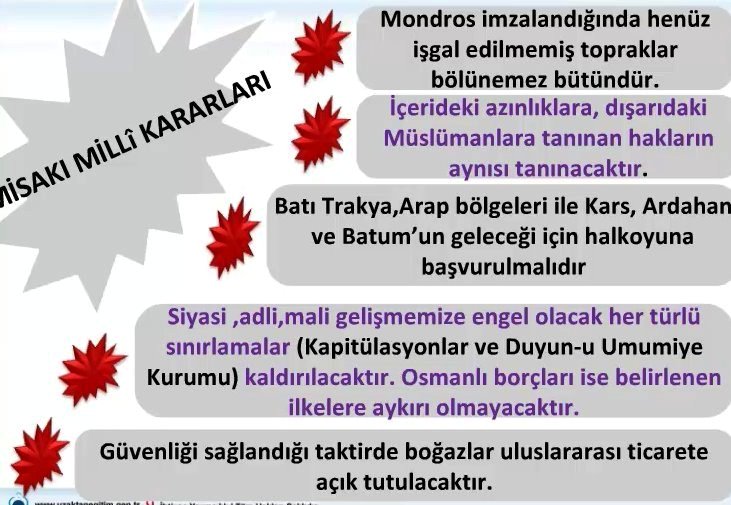 MİSAKI MİLLÎ KARARLARI
Mondros imzalandığında henüz
işgal edilmemiş topraklar
bölünemez bütündür.
İçerideki azınlıklara, dışarıdaki
Müslümanlara tanınan hakların
aynısı tanınacaktır.
Batı Trakya,Arap bölgeleri ile Kars, Ardahan
ve Batum’un geleceği için halkoyuna
başvurulmalıdır
Siyasi ,adli,mali gelişmemize engel olacak her türlü
sınırlamalar (Kapitülasyonlar ve Duyun-u Umumiye
Kurumu) kaldırılacaktır. Osmanlı borçları ise belirlenen
ilkelere aykırı olmayacaktır.
Güvenliği sağlandığı taktirde boğazlar uluslararası ticarete
açık tutulacaktır.